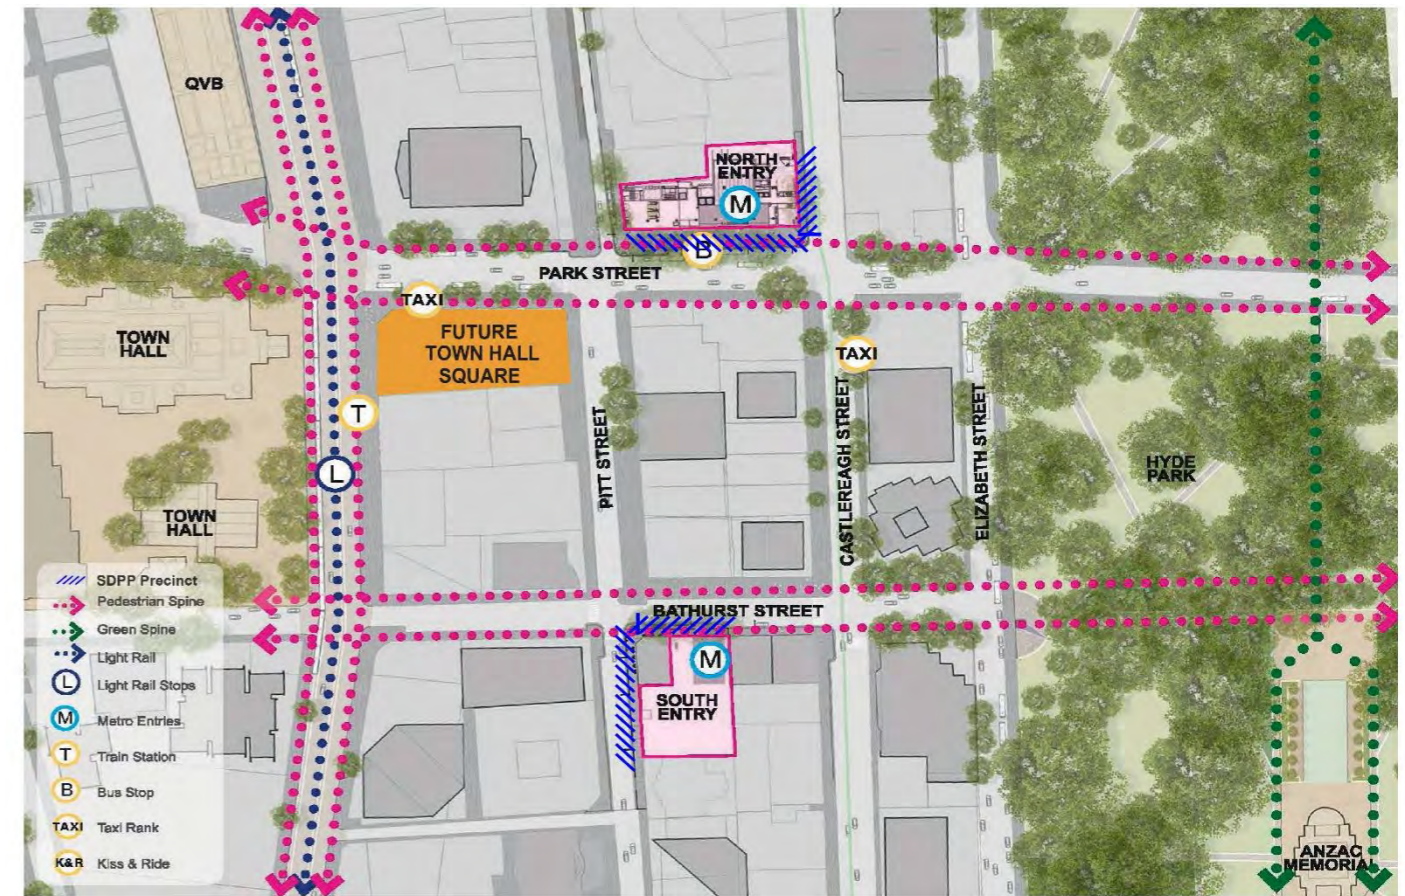 QVB
NORTH
ENTRY
M
B
PARK STREET
TAXI
FUTURE
TOWN HALL
SQUARE
TOWN
HALL
TAXI
T
L
PITT STREET
CASTLEREAGH STREET
ELIZABETH STREET
HYDE
PARK
TOWN
HALL
BATHURST STREET
M
SOUTH
ENTRY
ANZAC
MEMORIAL
SDPP Precinct
Pedestrian Spine
Green Spine
Light Rail
L Light Rail Stops
M Metro Entries
T Train Station
B Bus Stop
TAXI Taxi Rank
K&R Kiss & Ride